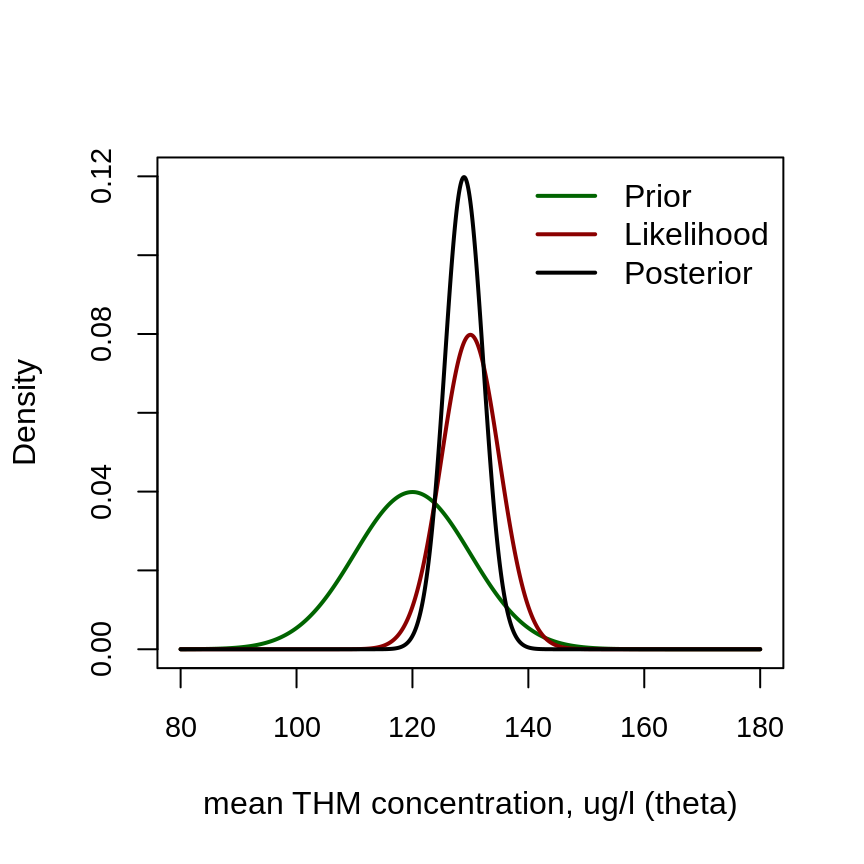 Prior
Likelihood
Posterior
0.12
0.08
0.04
0.00
Density
80 100 120 140 160 180
mean THM concentration, ug/l (theta)